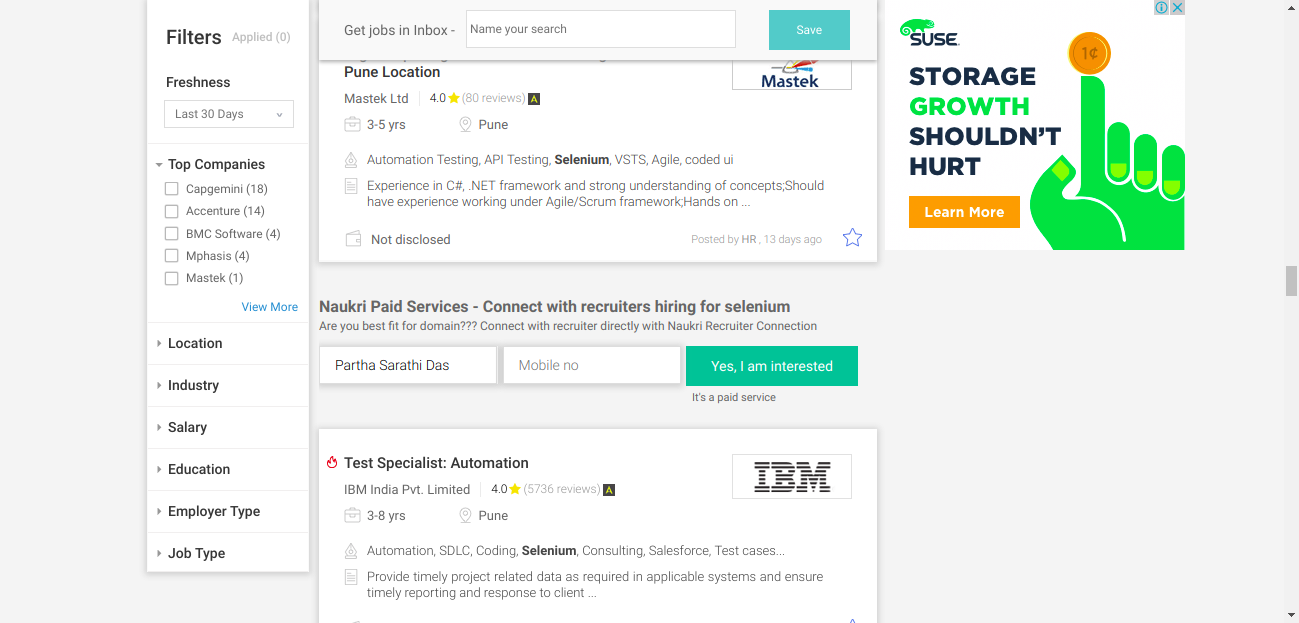 Filters Applied (0)
Freshness
Last 30 Days
Top Companies
Capgemini (18)
Accenture (14)
BMC Software (4)
Mphasis (4)
Mastek (1)
View More
Location
Industry
Salary
Education
Employer Type
Job Type
Get jobs in Inbox - Name your search Save
Pune Location
Mastek
Mastek Ltd 4.0 (80 reviews) A
3-5 yrs Pune
Automation Testing, API Testing, Selenium, VSTS, Agile, coded ui
Experience in C#, .NET framework and strong understanding of concepts;Should
have experience working under Agile/Scrum framework;Hands on ...
Not disclosed Posted by HR , 13 days ago
Naukri Paid Services - Connect with recruiters hiring for selenium
Are you best fit for domain??? Connect with recruiter directly with Naukri Recruiter Connection
Partha Sarathi Das Mobile no Yes, I am interested
It's a paid service
Test Specialist: Automation
IBM
IBM India Pvt. Limited 4.0 (5736 reviews) A
3-8 yrs Pune
Automation, SDLC, Coding, Selenium, Consulting, Salesforce, Test cases...
Provide timely project related data as required in applicable systems and ensure
timely reporting and response to client ...
SUSE
1¢
STORAGE
GROWTH
SHOULDN'T
HURT
Learn More